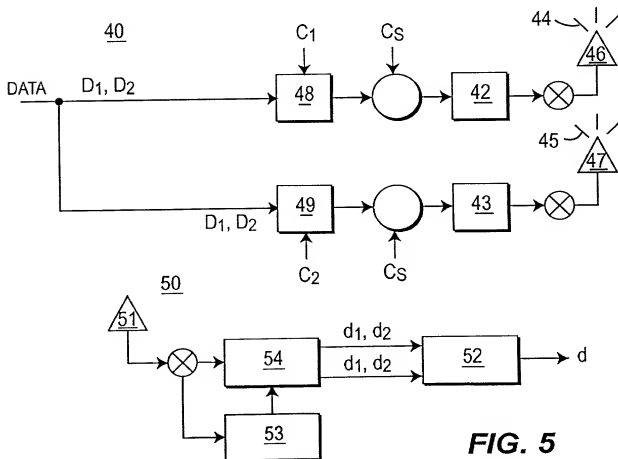 40
C1
CS
44
46
DATA
D1, D2
48
42
45
47
D1, D2
49
43
C2
CS
50
51
54
d1, d2
d1, d2
52
d
53
FIG. 5